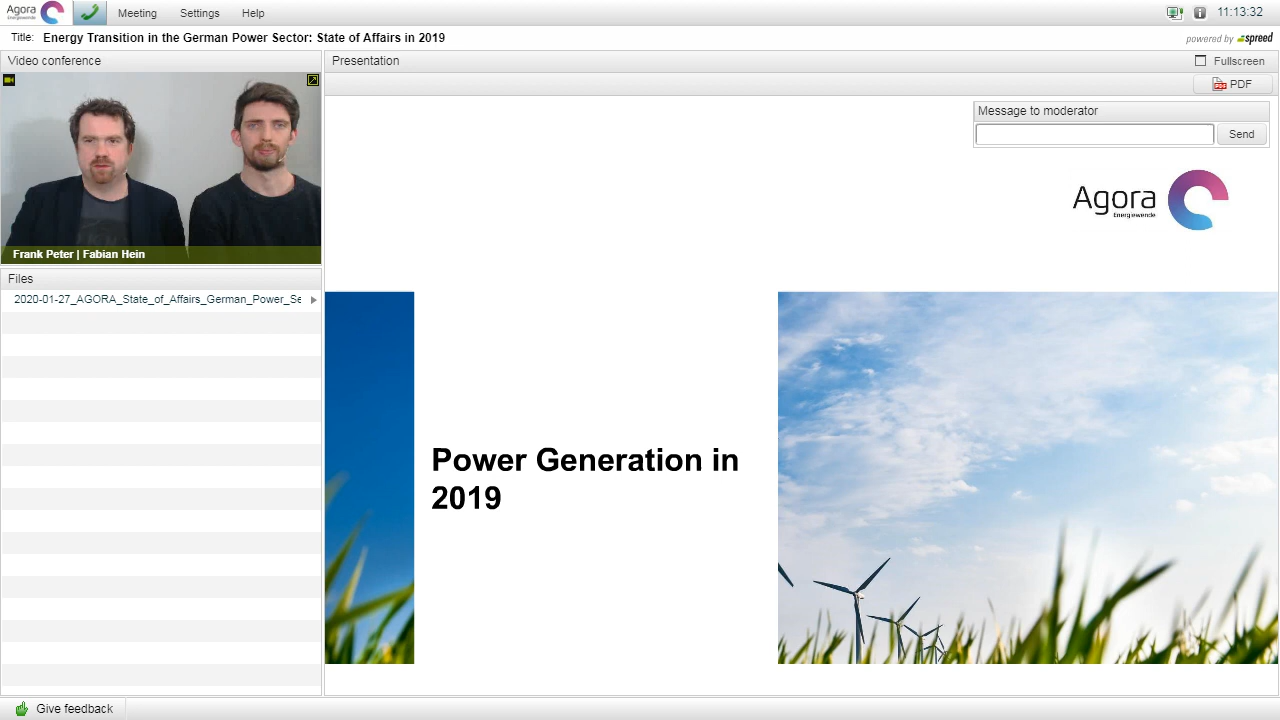 Agora
Energiewende
Meeting Settings Help
11:13:32
Title: Energy Transition in the German Power Sector: State of Affairs in 2019
powered by spreed
Video conference
Presentation
Fullscreen
PDF
Message to moderator
Send
Agora
Energiewende
Frank Peter | Fabian Hein
Files
2020-01-27_AGORA_State_of_Affairs_German_Power_Se
Power Generation in
2019
Give feedback